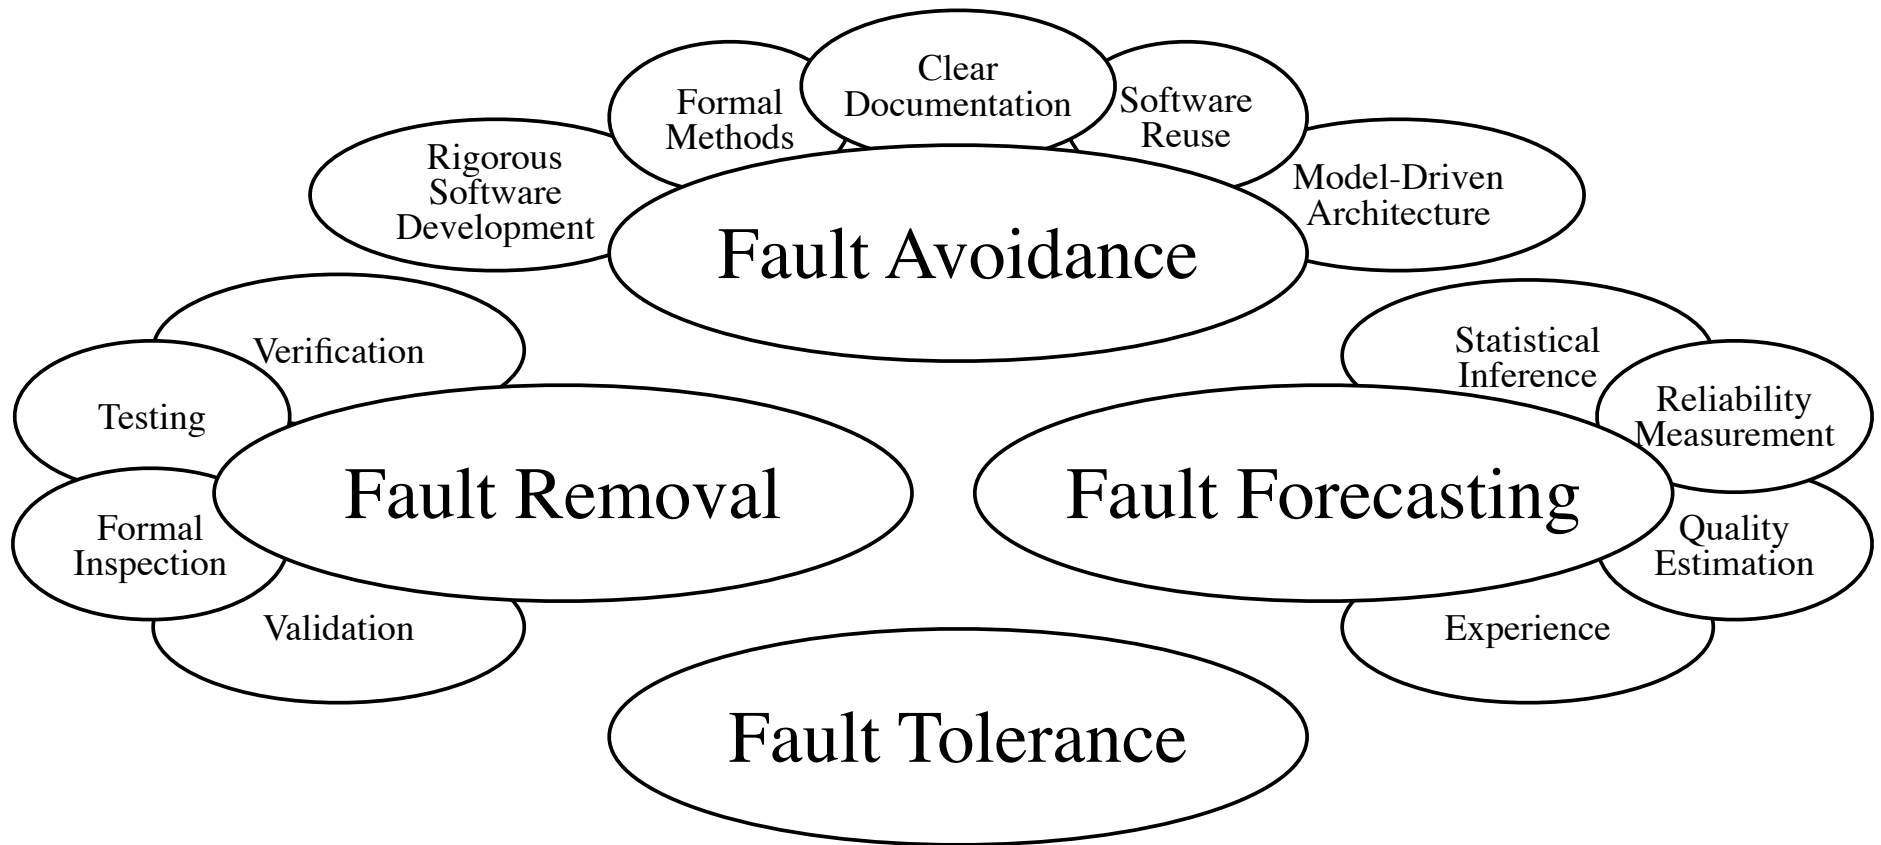 Clear
Documentation
Formal
Methods
Software
Reuse
Rigorous
Software
Development
Model-Driven
Architecture
Fault Avoidance
Verification
Testing
Formal
Inspection
Validation
Fault Removal
Statistical
Inference
Reliability
Measurement
Quality
Estimation
Experience
Fault Forecasting
Fault Tolerance